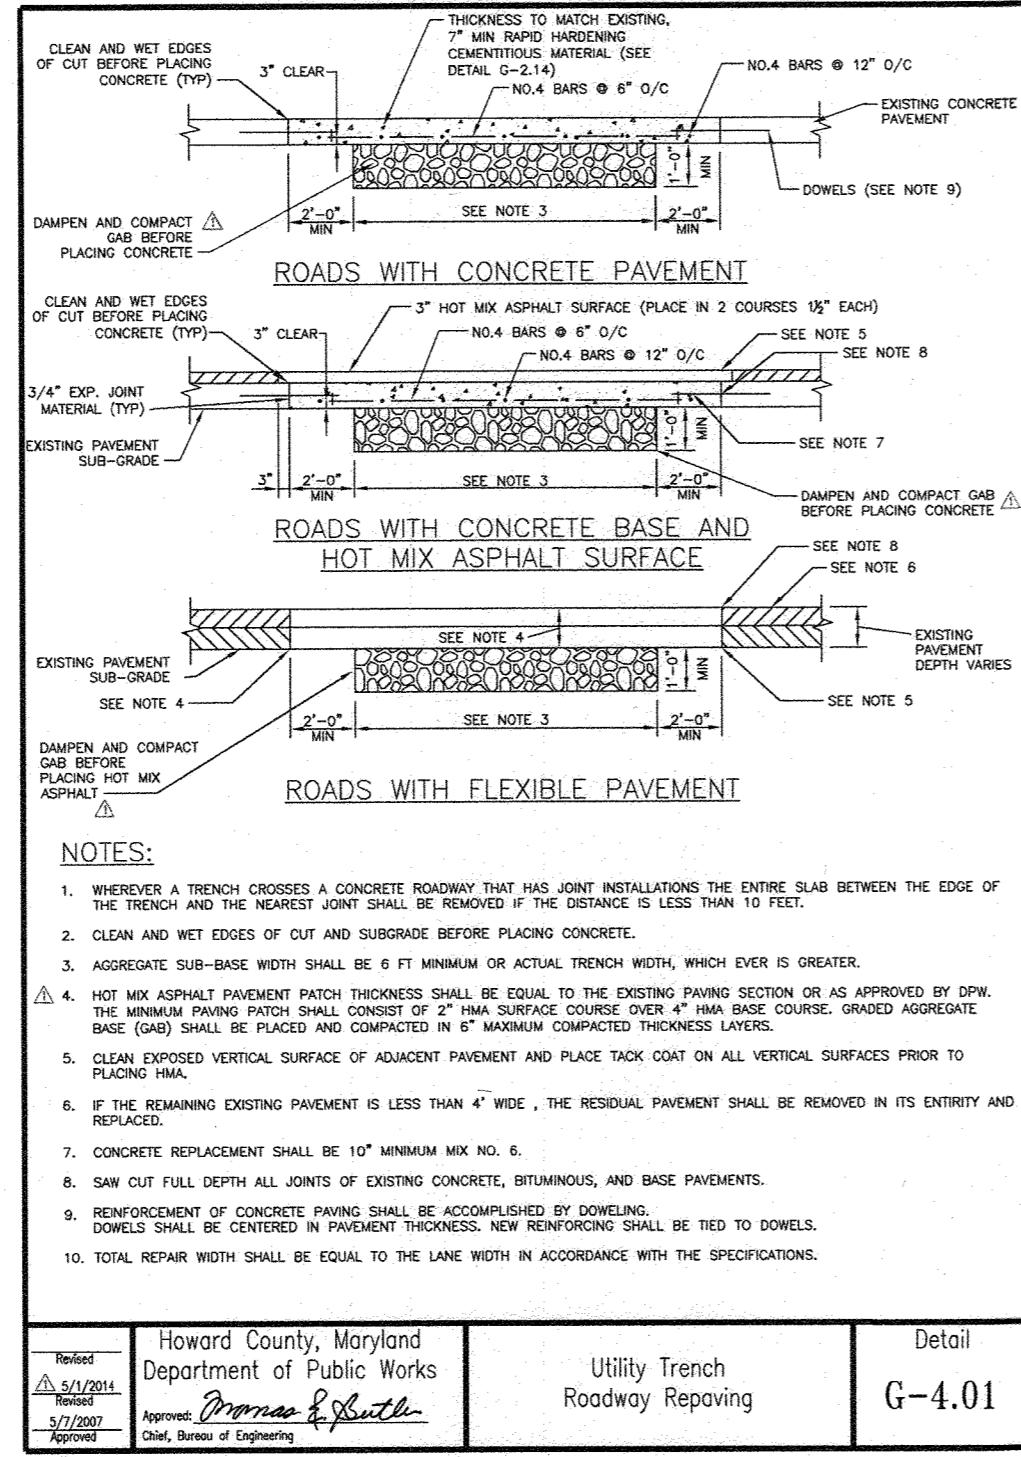 THICKNESS TO MATCH EXISTING,
7" MIN RAPID HARDENING
CEMENTITIOUS MATERIAL (SEE
DETAIL G-2.14)
CLEAN AND WET EDGES
OF CUT BEFORE PLACING
CONCRETE (TYP)
3" CLEAR
NO.4 BARS @ 6" O/C
NO.4 BARS @ 12" O/C
EXISTING CONCRETE
PAVEMENT
1'-0"
MIN
DOWELS (SEE NOTE 9)
DAMPEN AND COMPACT
GAB BEFORE
PLACING CONCRETE
1
2'-0"
MIN
SEE NOTE 3
2'-0"
MIN
ROADS WITH CONCRETE PAVEMENT
CLEAN AND WET EDGES
OF CUT BEFORE PLACING
CONCRETE (TYP)
3" CLEAR
3" HOT MIX ASPHALT SURFACE (PLACE IN 2 COURSES 1½" EACH)
NO.4 BARS @ 6" O/C
NO.4 BARS @ 12" O/C
SEE NOTE 5
SEE NOTE 8
3/4" EXP. JOINT
MATERIAL (TYP)
EXISTING PAVEMENT
SUB-GRADE
1'-0"
MIN
SEE NOTE 7
3"
2'-0"
MIN
SEE NOTE 3
2'-0"
MIN
DAMPEN AND COMPACT GAB
BEFORE PLACING CONCRETE
1
ROADS WITH CONCRETE BASE AND
HOT MIX ASPHALT SURFACE
SEE NOTE 8
SEE NOTE 6
SEE NOTE 4
EXISTING
PAVEMENT
DEPTH VARIES
EXISTING PAVEMENT
SUB-GRADE
SEE NOTE 4
1'-0"
MIN
SEE NOTE 5
2'-0"
MIN
SEE NOTE 3
2'-0"
MIN
DAMPEN AND COMPACT
GAB BEFORE
PLACING HOT MIX
ASPHALT
1
ROADS WITH FLEXIBLE PAVEMENT
NOTES:
1. WHEREVER A TRENCH CROSSES A CONCRETE ROADWAY THAT HAS JOINT INSTALLATIONS THE ENTIRE SLAB BETWEEN THE EDGE OF
THE TRENCH AND THE NEAREST JOINT SHALL BE REMOVED IF THE DISTANCE IS LESS THAN 10 FEET.
2. CLEAN AND WET EDGES OF CUT AND SUBGRADE BEFORE PLACING CONCRETE.
3. AGGREGATE SUB-BASE WIDTH SHALL BE 6 FT MINIMUM OR ACTUAL TRENCH WIDTH, WHICH EVER IS GREATER.
1 4. HOT MIX ASPHALT PAVEMENT PATCH THICKNESS SHALL BE EQUAL TO THE EXISTING PAVING SECTION OR AS APPROVED BY DPW.
THE MINIMUM PAVING PATCH SHALL CONSIST OF 2" HMA SURFACE COURSE OVER 4" HMA BASE COURSE. GRADED AGGREGATE
BASE (GAB) SHALL BE PLACED AND COMPACTED IN 6" MAXIMUM COMPACTED THICKNESS LAYERS.
5. CLEAN EXPOSED VERTICAL SURFACE OF ADJACENT PAVEMENT AND PLACE TACK COAT ON ALL VERTICAL SURFACES PRIOR TO
PLACING HMA.
6. IF THE REMAINING EXISTING PAVEMENT IS LESS THAN 4' WIDE , THE RESIDUAL PAVEMENT SHALL BE REMOVED IN ITS ENTIRITY AND
REPLACED.
7. CONCRETE REPLACEMENT SHALL BE 10" MINIMUM MIX NO. 6.
8. SAW CUT FULL DEPTH ALL JOINTS OF EXISTING CONCRETE, BITUMINOUS, AND BASE PAVEMENTS.
9. REINFORCEMENT OF CONCRETE PAVING SHALL BE ACCOMPLISHED BY DOWELING.
DOWELS SHALL BE CENTERED IN PAVEMENT THICKNESS. NEW REINFORCING SHALL BE TIED TO DOWELS.
10. TOTAL REPAIR WIDTH SHALL BE EQUAL TO THE LANE WIDTH IN ACCORDANCE WITH THE SPECIFICATIONS.
Revised
1 5/1/2014
Revised
5/7/2007
Approved
Howard County, Maryland
Department of Public Works
Approved: Thomas E. Butler
Chief, Bureau of Engineering
Utility Trench
Roadway Repaving
Detail
G-4.01